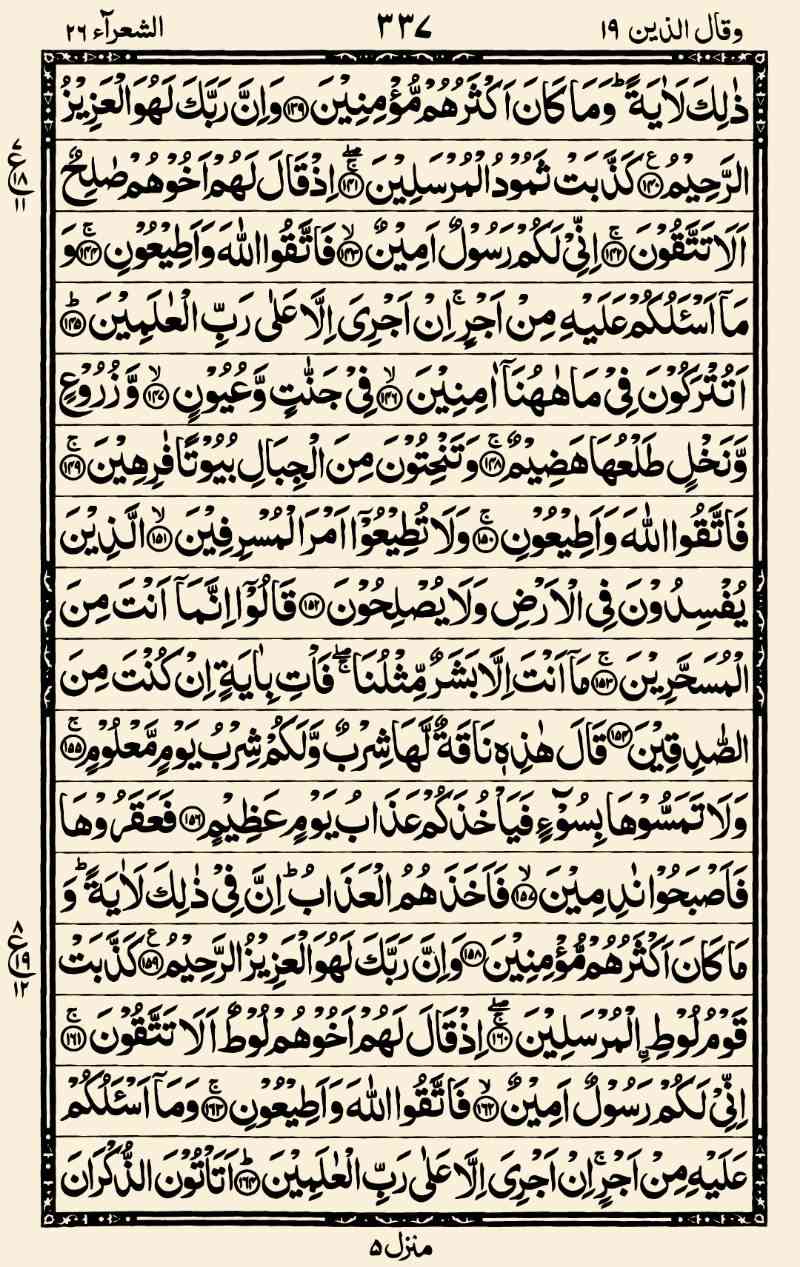 وقال الذين ١٩ ٣٣٧ الشعرآء ٢٦
ذٰلِكَ لَاٰيَةً ؕ وَمَا كَانَ اَكْثَرُهُمْ مُّؤْمِنِيْنَ ﴿۱۳۹﴾ وَاِنَّ رَبَّكَ لَهُوَ الْعَزِيْزُ
الرَّحِيْمُ ﴿۱۴۰﴾ كَذَّبَتْ ثَمُوْدُ الْمُرْسَلِيْنَ ﴿۱۴۱﴾ اِذْ قَالَ لَهُمْ اَخُوْهُمْ صٰلِحٌ
ع ٧ ١٨ ١١
اَلَا تَتَّقُوْنَ ﴿۱۴۲﴾ اِنِّىْ لَكُمْ رَسُوْلٌ اَمِيْنٌ ﴿۱۴۳﴾ فَاتَّقُوا اللّٰهَ وَاَطِيْعُوْنِ ﴿۱۴۴﴾ وَ
مَاۤ اَسْـَٔلُكُمْ عَلَيْهِ مِنْ اَجْرٍ ۚ اِنْ اَجْرِىَ اِلَّا عَلٰى رَبِّ الْعٰلَمِيْنَ ﴿۱۴۵﴾
اَتُتْرَكُوْنَ فِىْ مَا هٰهُنَاۤ اٰمِنِيْنَ ﴿۱۴۶﴾ فِىْ جَنّٰتٍ وَّعُيُوْنٍ ﴿۱۴۷﴾ وَّزُرُوْعٍ
وَّنَخْلٍ طَلْعُهَا هَضِيْمٌ ﴿۱۴۸﴾ وَتَنْحِتُوْنَ مِنَ الْجِبَالِ بُيُوْتًا فٰرِهِيْنَ ﴿۱۴۹﴾
فَاتَّقُوا اللّٰهَ وَاَطِيْعُوْنِ ﴿۱۵۰﴾ وَلَا تُطِيْعُوْۤا اَمْرَ الْمُسْرِفِيْنَ ﴿۱۵۱﴾ الَّذِيْنَ
يُفْسِدُوْنَ فِى الْاَرْضِ وَلَا يُصْلِحُوْنَ ﴿۱۵۲﴾ قَالُوْۤا اِنَّمَاۤ اَنْتَ مِنَ
الْمُسَحَّرِيْنَ ﴿۱۵۳﴾ مَاۤ اَنْتَ اِلَّا بَشَرٌ مِّثْلُنَا ۖۚ فَاْتِ بِاٰيَةٍ اِنْ كُنْتَ مِنَ
الصّٰدِقِيْنَ ﴿۱۵۴﴾ قَالَ هٰذِهٖ نَاقَةٌ لَّهَا شِرْبٌ وَّلَكُمْ شِرْبُ يَوْمٍ مَّعْلُوْمٍ ﴿۱۵۵﴾
وَلَا تَمَسُّوْهَا بِسُوْٓءٍ فَيَاْخُذَكُمْ عَذَابُ يَوْمٍ عَظِيْمٍ ﴿۱۵۶﴾ فَعَقَرُوْهَا
فَاَصْبَحُوْا نٰدِمِيْنَ ﴿۱۵۷﴾ فَاَخَذَهُمُ الْعَذَابُ ؕ اِنَّ فِىْ ذٰلِكَ لَاٰيَةً ؕ وَ
مَا كَانَ اَكْثَرُهُمْ مُّؤْمِنِيْنَ ﴿۱۵۸﴾ وَاِنَّ رَبَّكَ لَهُوَ الْعَزِيْزُ الرَّحِيْمُ ﴿۱۵۹﴾ كَذَّبَتْ
ع ٨ ١٩ ١٢
قَوْمُ لُوْطِ ࣙالْمُرْسَلِيْنَ ﴿۱۶۰﴾ اِذْ قَالَ لَهُمْ اَخُوْهُمْ لُوْطٌ اَلَا تَتَّقُوْنَ ﴿۱۶۱﴾
اِنِّىْ لَكُمْ رَسُوْلٌ اَمِيْنٌ ﴿۱۶۲﴾ فَاتَّقُوا اللّٰهَ وَاَطِيْعُوْنِ ﴿۱۶۳﴾ وَمَاۤ اَسْـَٔلُكُمْ
عَلَيْهِ مِنْ اَجْرٍ ۚ اِنْ اَجْرِىَ اِلَّا عَلٰى رَبِّ الْعٰلَمِيْنَ ﴿۱۶۴﴾ اَتَاْتُوْنَ الذُّكْرَانَ
منزل ٥